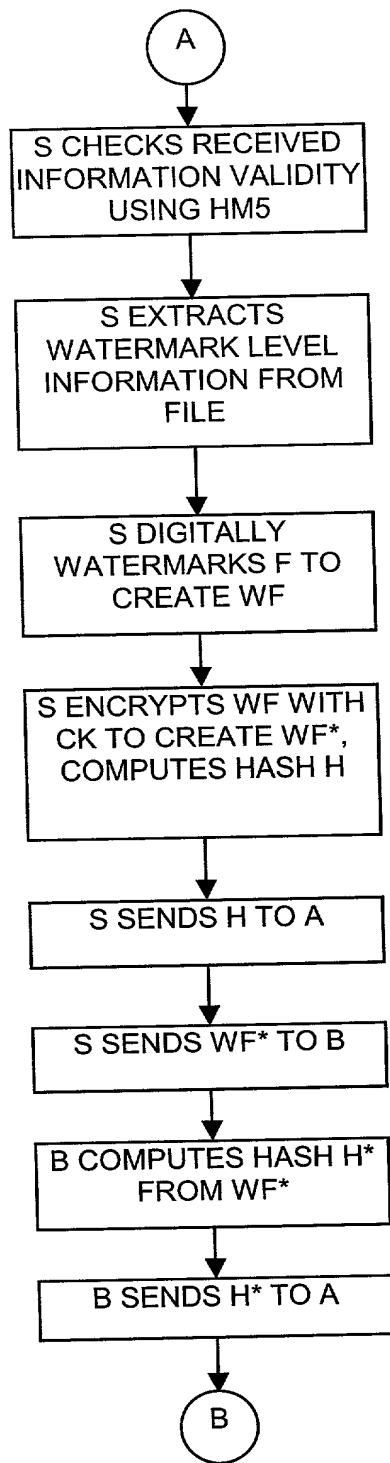 A
S CHECKS RECEIVED
INFORMATION VALIDITY
USING HM5
S EXTRACTS
WATERMARK LEVEL
INFORMATION FROM
FILE
S DIGITALLY
WATERMARKS F TO
CREATE WF
S ENCRYPTS WF WITH
CK TO CREATE WF*,
COMPUTES HASH H
S SENDS H TO A
S SENDS WF* TO B
B COMPUTES HASH H*
FROM WF*
B SENDS H* TO A
B